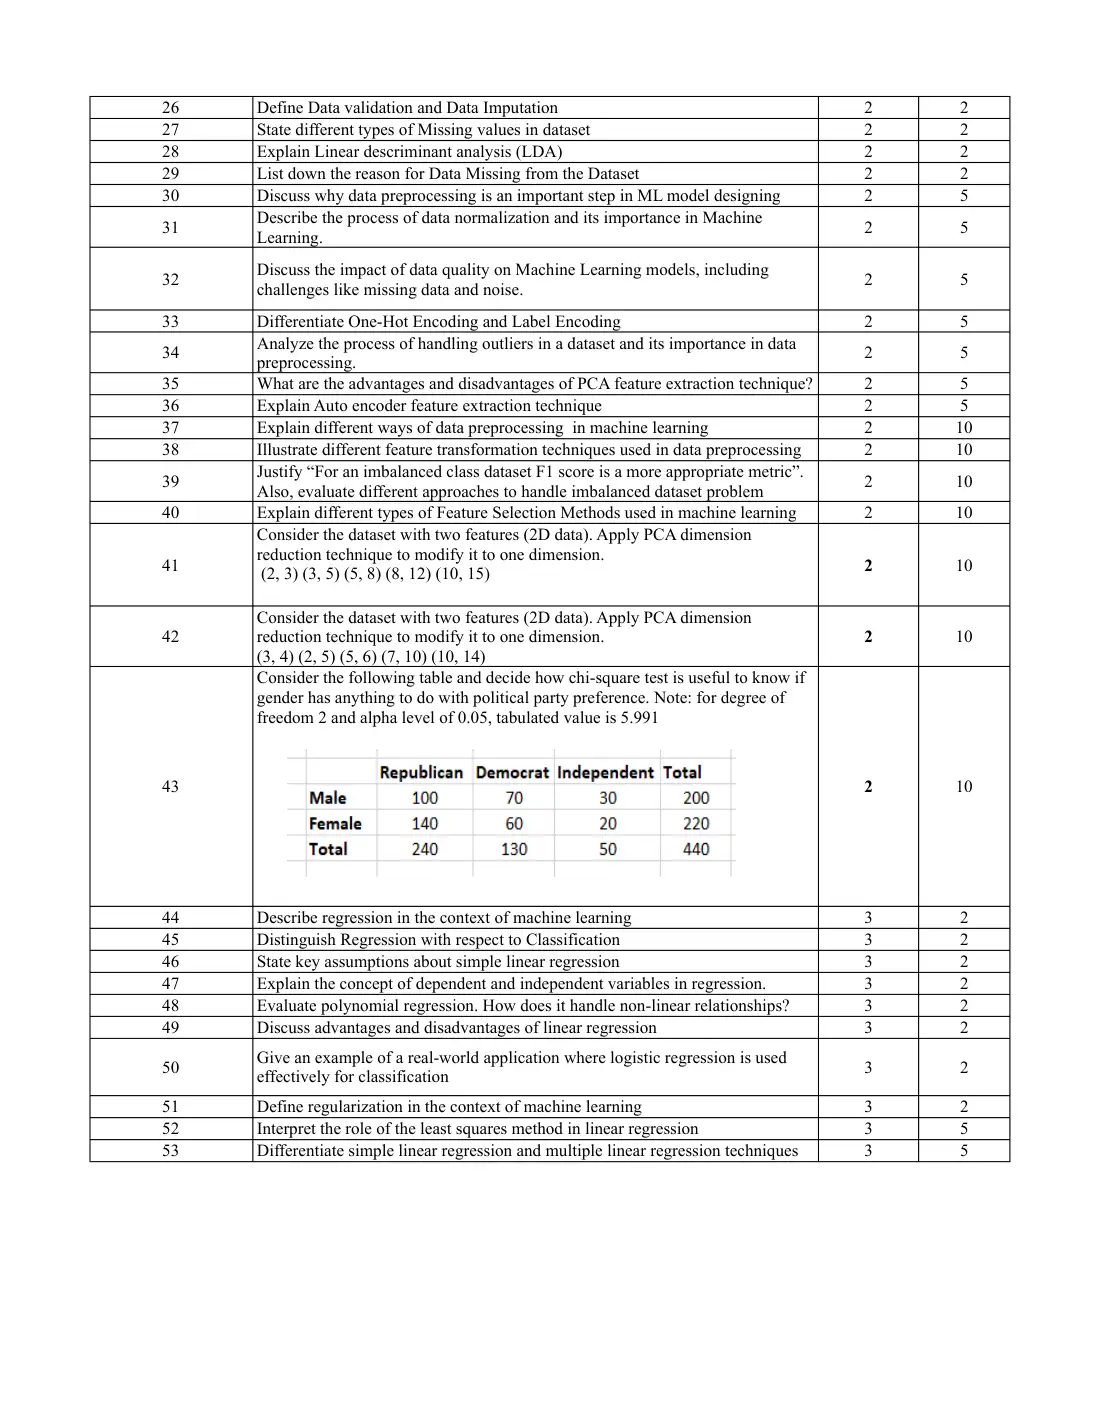 26 Define Data validation and Data Imputation 2 2
27 State different types of Missing values in dataset 2 2
28 Explain Linear descriminant analysis (LDA) 2 2
29 List down the reason for Data Missing from the Dataset 2 2
30 Discuss why data preprocessing is an important step in ML model designing 2 5
31 Describe the process of data normalization and its importance in Machine 2 5
Learning.
32 Discuss the impact of data quality on Machine Learning models, including 2 5
challenges like missing data and noise.
33 Differentiate One-Hot Encoding and Label Encoding 2 5
34 Analyze the process of handling outliers in a dataset and its importance in data 2 5
preprocessing.
35 What are the advantages and disadvantages of PCA feature extraction technique? 2 5
36 Explain Auto encoder feature extraction technique 2 5
37 Explain different ways of data preprocessing in machine learning 2 10
38 Illustrate different feature transformation techniques used in data preprocessing 2 10
39 Justify “For an imbalanced class dataset F1 score is a more appropriate metric”. 2 10
Also, evaluate different approaches to handle imbalanced dataset problem
40 Explain different types of Feature Selection Methods used in machine learning 2 10
41 Consider the dataset with two features (2D data). Apply PCA dimension 2 10
reduction technique to modify it to one dimension.
(2, 3) (3, 5) (5, 8) (8, 12) (10, 15)
42 Consider the dataset with two features (2D data). Apply PCA dimension 2 10
reduction technique to modify it to one dimension.
(3, 4) (2, 5) (5, 6) (7, 10) (10, 14)
43 Consider the following table and decide how chi-square test is useful to know if 2 10
gender has anything to do with political party preference. Note: for degree of
freedom 2 and alpha level of 0.05, tabulated value is 5.991
Republican Democrat Independent Total
Male 100 70 30 200
Female 140 60 20 220
Total 240 130 50 440
44 Describe regression in the context of machine learning 3 2
45 Distinguish Regression with respect to Classification 3 2
46 State key assumptions about simple linear regression 3 2
47 Explain the concept of dependent and independent variables in regression. 3 2
48 Evaluate polynomial regression. How does it handle non-linear relationships? 3 2
49 Discuss advantages and disadvantages of linear regression 3 2
50 Give an example of a real-world application where logistic regression is used 3 2
effectively for classification
51 Define regularization in the context of machine learning 3 2
52 Interpret the role of the least squares method in linear regression 3 5
53 Differentiate simple linear regression and multiple linear regression techniques 3 5